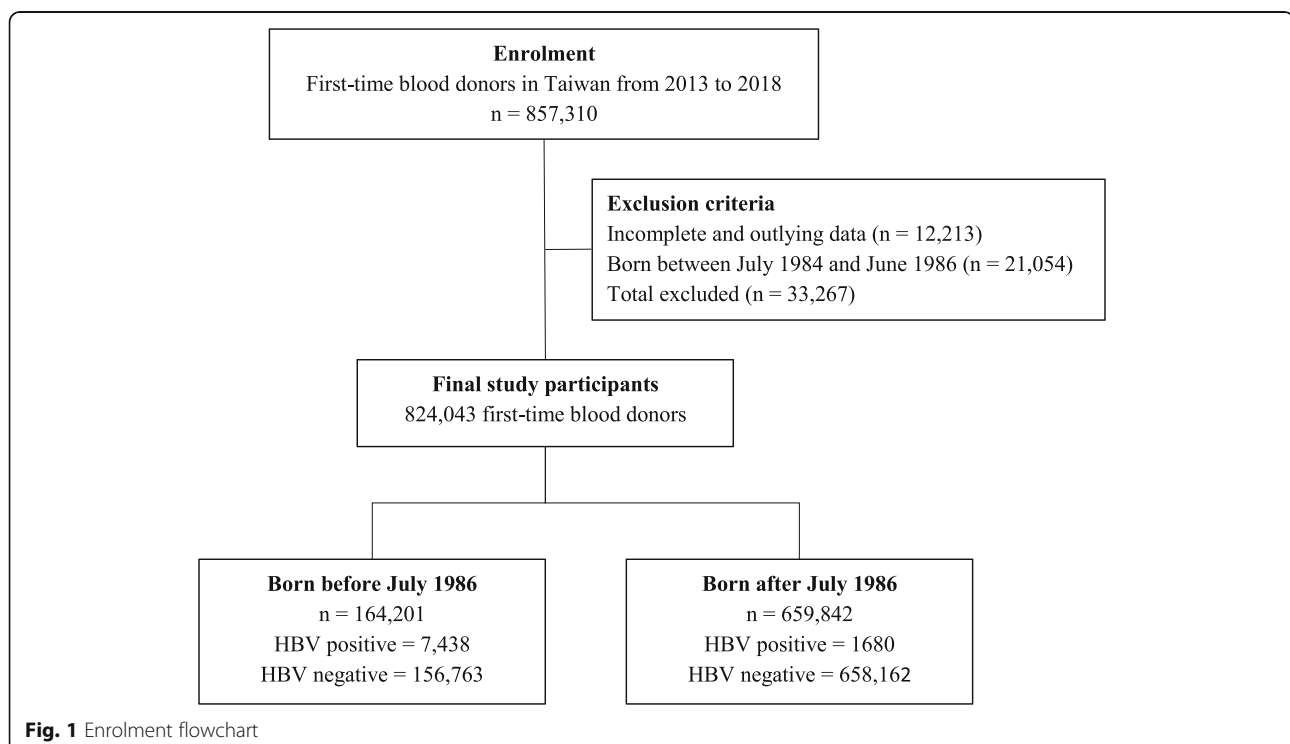 Enrolment
First-time blood donors in Taiwan from 2013 to 2018
n = 857,310
Exclusion criteria
Incomplete and outlying data (n = 12,213)
Born between July 1984 and June 1986 (n = 21,054)
Total excluded (n = 33,267)
Final study participants
824,043 first-time blood donors
Born before July 1986
n = 164,201
HBV positive = 7,438
HBV negative = 156,763
Born after July 1986
n = 659,842
HBV positive = 1680
HBV negative = 658,162
Fig. 1 Enrolment flowchart